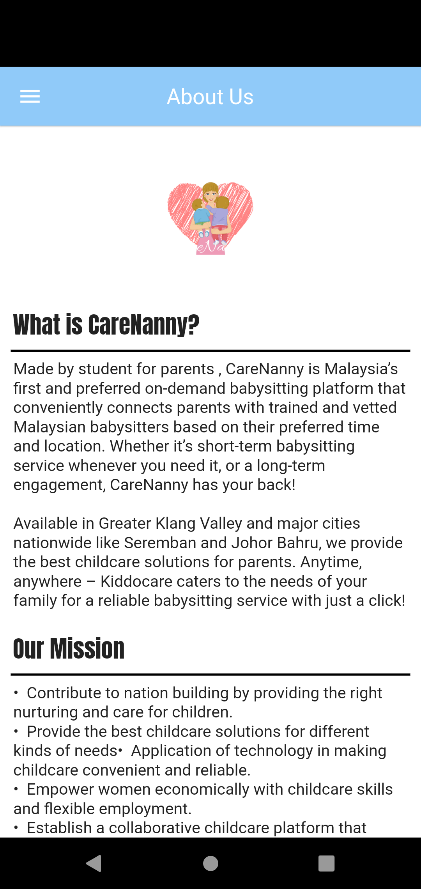 About Us
What is CareNanny?
Made by student for parents , CareNanny is Malaysia's
first and preferred on-demand babysitting platform that
conveniently connects parents with trained and vetted
Malaysian babysitters based on their preferred time
and location. Whether it's short-term babysitting
service whenever you need it, or a long-term
engagement, CareNanny has your back!
Available in Greater Klang Valley and major cities
nationwide like Seremban and Johor Bahru, we provide
the best childcare solutions for parents. Anytime,
anywhere – Kiddocare caters to the needs of your
family for a reliable babysitting service with just a click!
Our Mission
• Contribute to nation building by providing the right
nurturing and care for children.
• Provide the best childcare solutions for different
kinds of needs• Application of technology in making
childcare convenient and reliable.
• Empower women economically with childcare skills
and flexible employment.
• Establish a collaborative childcare platform that